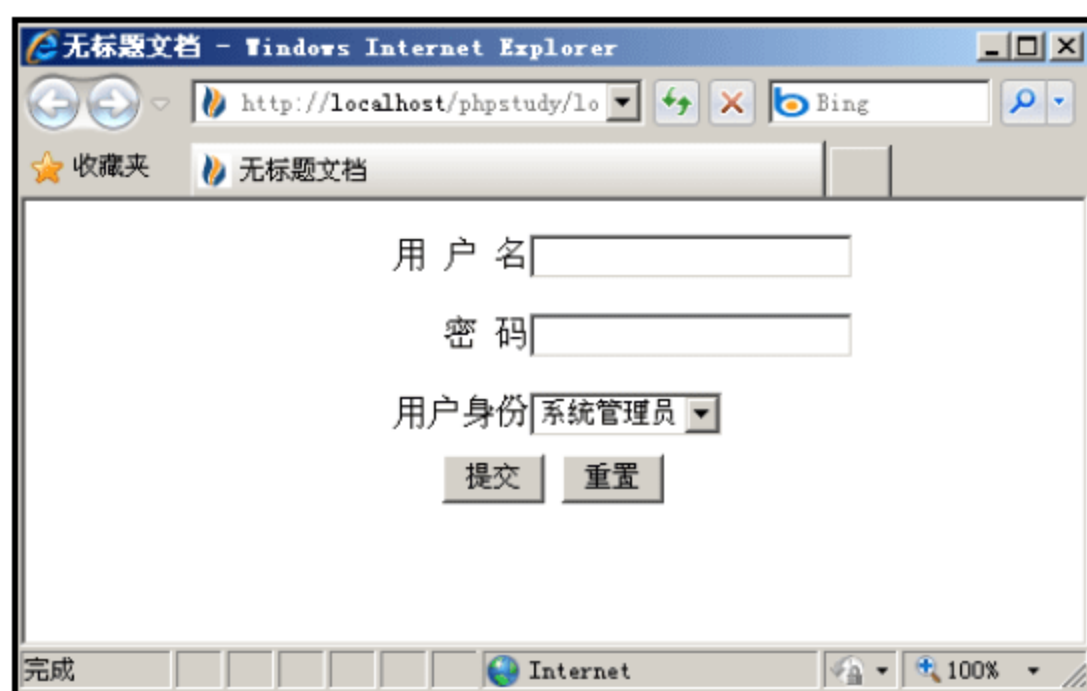 无标题文档 - Windows Internet Explorer
http://localhost/phpstudy/lo
Bing
收藏夹
无标题文档
用 户 名
密 码
用户身份 系统管理员
提交 重置
完成 Internet 100%